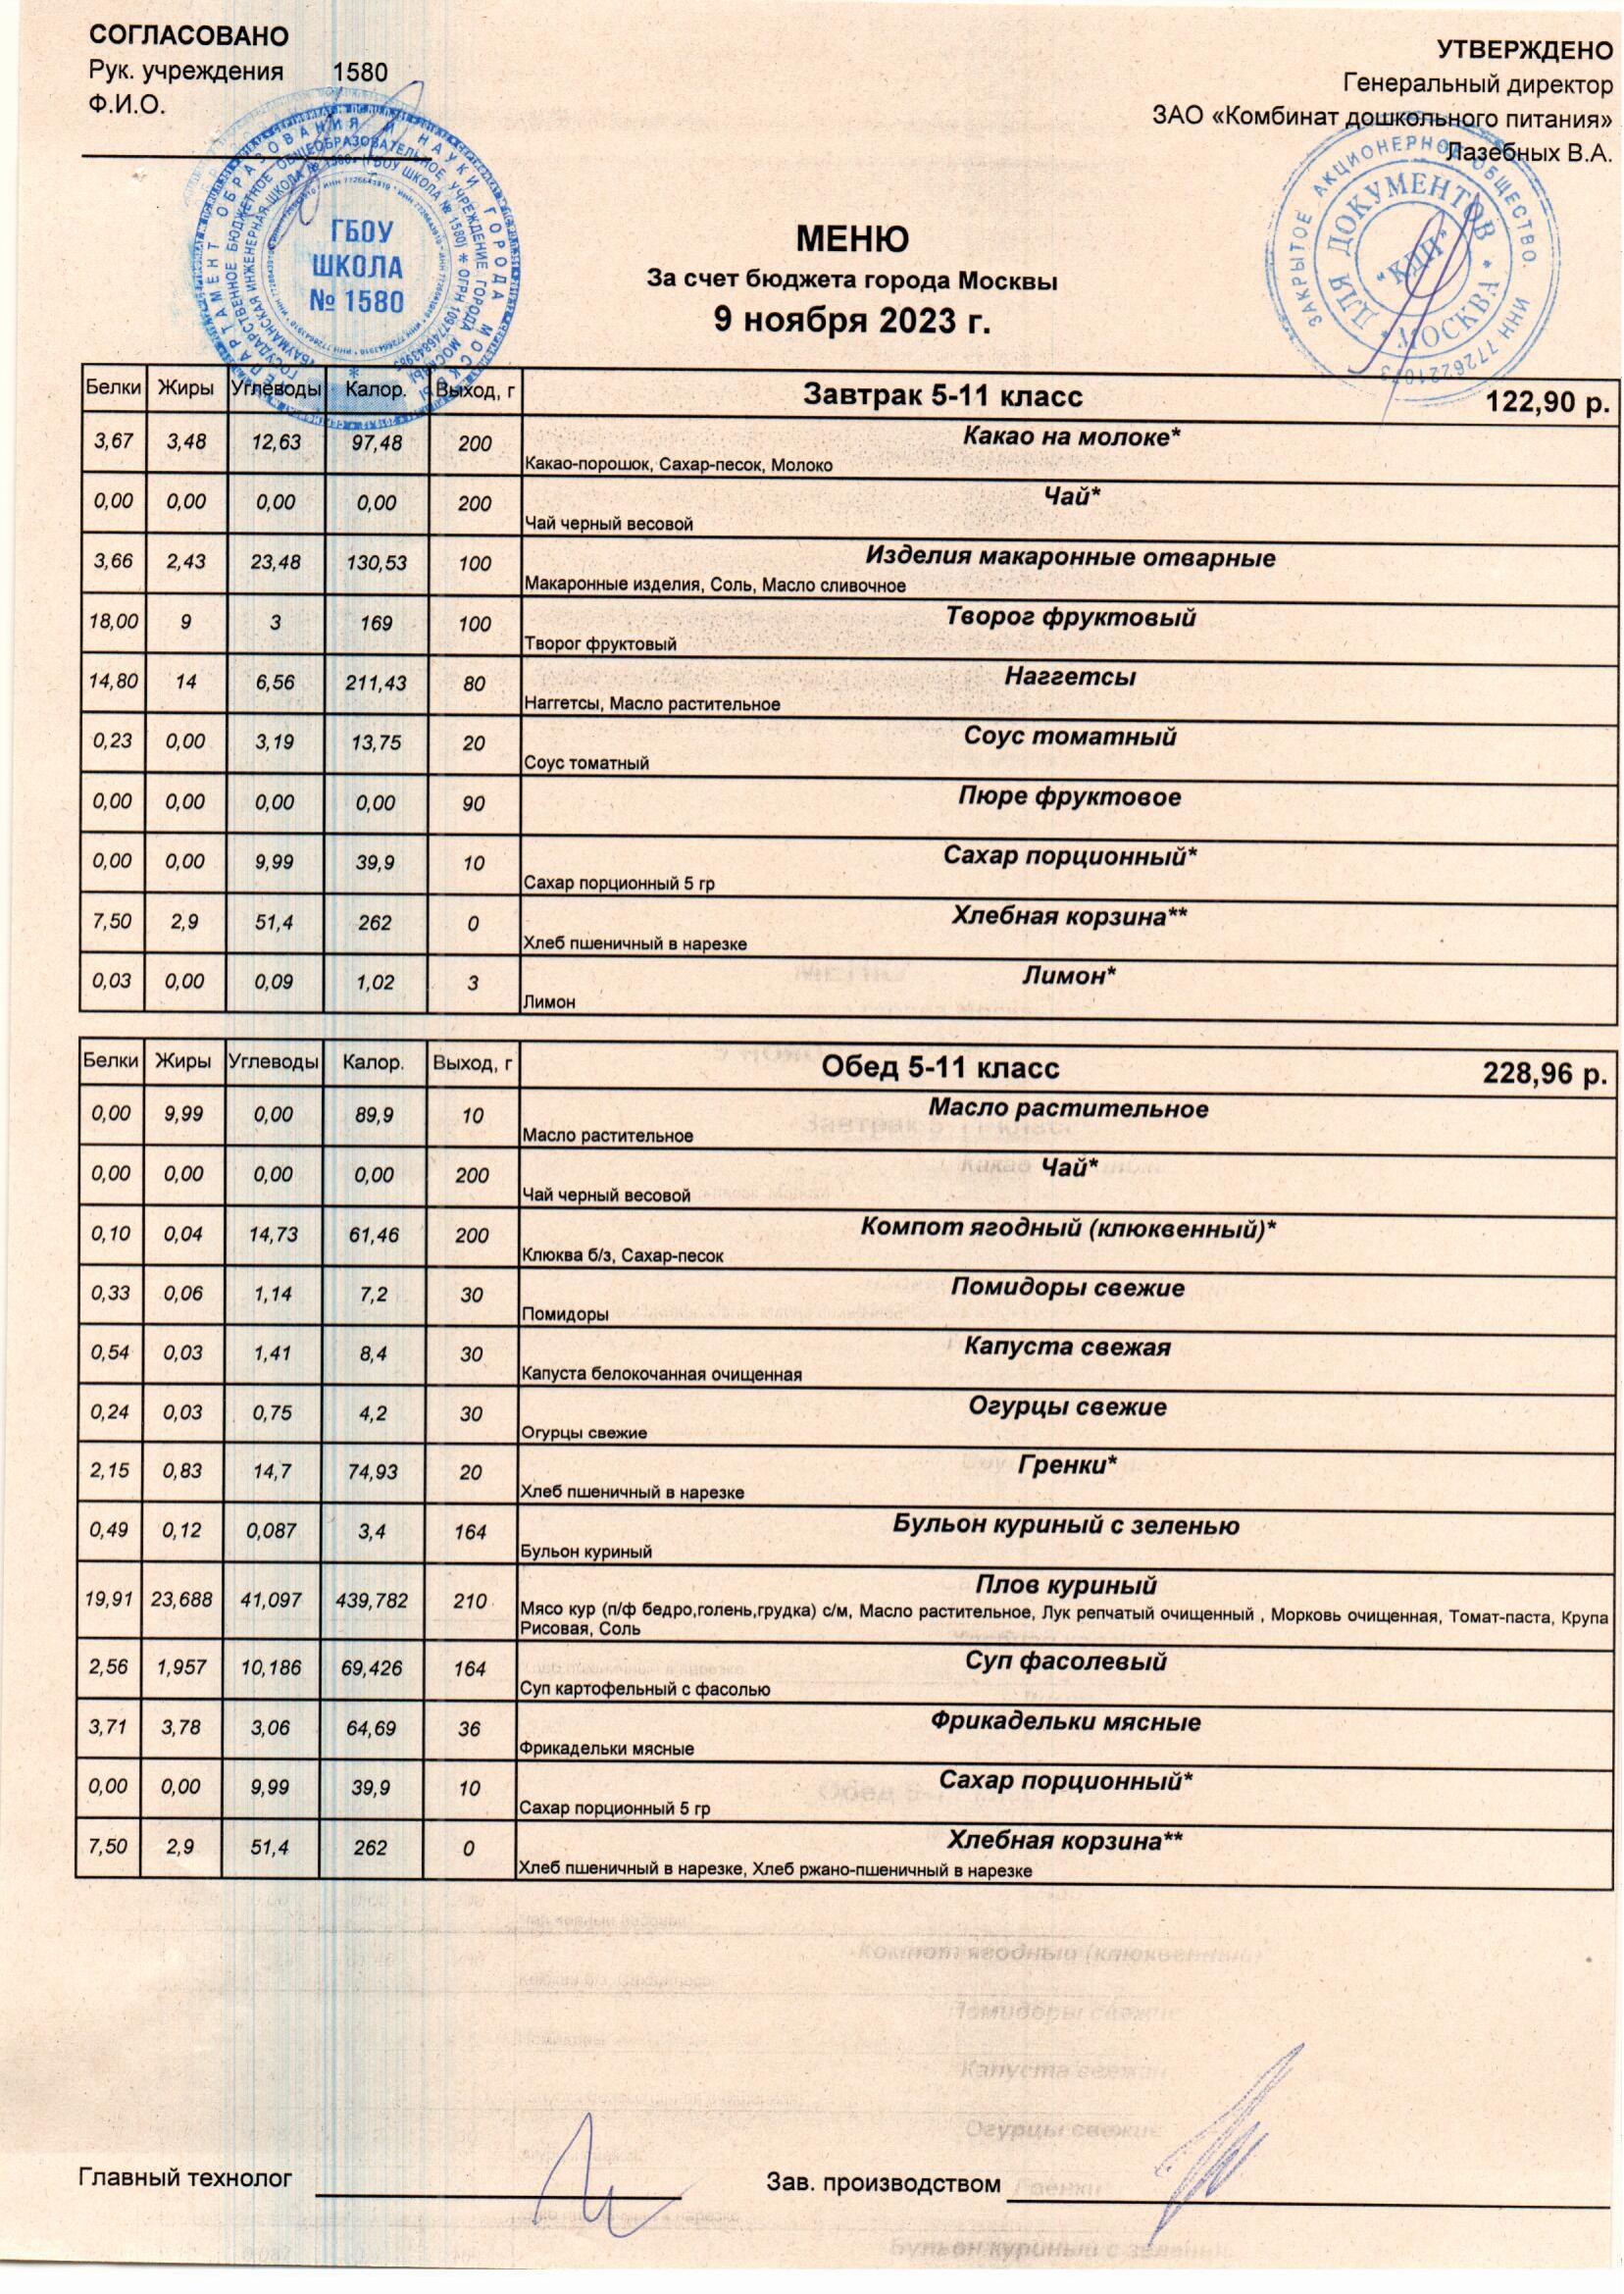 СОГЛАСОВАНО
Рук. учреждения 1580
Ф.И.О.
УТВЕРЖДЕНО
Генеральный директор
ЗАО «Комбинат дошкольного питания»
Лазебных В.А.
ГБОУ
ШКОЛА
№ 1580
ЗАКРЫТОЕ АКЦИОНЕРНОЕ ОБЩЕСТВО.
ДЛЯ ДОКУМЕНТОВ
"КДП"
* МОСКВА *
МЕНЮ
За счет бюджета города Москвы
9 ноября 2023 г.
Белки Жиры Углеводы Калор. Выход, г Завтрак 5-11 класс 122,90 р.
3,67 3,48 12,63 97,48 200 Какао на молоке*
Какао-порошок, Сахар-песок, Молоко
0,00 0,00 0,00 0,00 200 Чай*
Чай черный весовой
3,66 2,43 23,48 130,53 100 Изделия макаронные отварные
Макаронные изделия, Соль, Масло сливочное
18,00 9 3 169 100 Творог фруктовый
Творог фруктовый
14,80 14 6,56 211,43 80 Наггетсы
Наггетсы, Масло растительное
0,23 0,00 3,19 13,75 20 Соус томатный
Соус томатный
0,00 0,00 0,00 0,00 90 Пюре фруктовое
0,00 0,00 9,99 39,9 10 Сахар порционный*
Сахар порционный 5 гр
7,50 2,9 51,4 262 0 Хлебная корзина**
Хлеб пшеничный в нарезке
0,03 0,00 0,09 1,02 3 Лимон*
Лимон
Белки Жиры Углеводы Калор. Выход, г Обед 5-11 класс 228,96 р.
0,00 9,99 0,00 89,9 10 Масло растительное
Масло растительное
0,00 0,00 0,00 0,00 200 Чай*
Чай черный весовой
0,10 0,04 14,73 61,46 200 Компот ягодный (клюквенный)*
Клюква б/з, Сахар-песок
0,33 0,06 1,14 7,2 30 Помидоры свежие
Помидоры
0,54 0,03 1,41 8,4 30 Капуста свежая
Капуста белокочанная очищенная
0,24 0,03 0,75 4,2 30 Огурцы свежие
Огурцы свежие
2,15 0,83 14,7 74,93 20 Гренки*
Хлеб пшеничный в нарезке
0,49 0,12 0,087 3,4 164 Бульон куриный с зеленью
Бульон куриный
19,91 23,688 41,097 439,782 210 Плов куриный
Мясо кур (п/ф бедро,голень,грудка) с/м, Масло растительное, Лук репчатый очищенный , Морковь очищенная, Томат-паста, Крупа
Рисовая, Соль
2,56 1,957 10,186 69,426 164 Суп фасолевый
Суп картофельный с фасолью
3,71 3,78 3,06 64,69 36 Фрикадельки мясные
Фрикадельки мясные
0,00 0,00 9,99 39,9 10 Сахар порционный*
Сахар порционный 5 гр
7,50 2,9 51,4 262 0 Хлебная корзина**
Хлеб пшеничный в нарезке, Хлеб ржано-пшеничный в нарезке
Главный технолог
Зав. производством